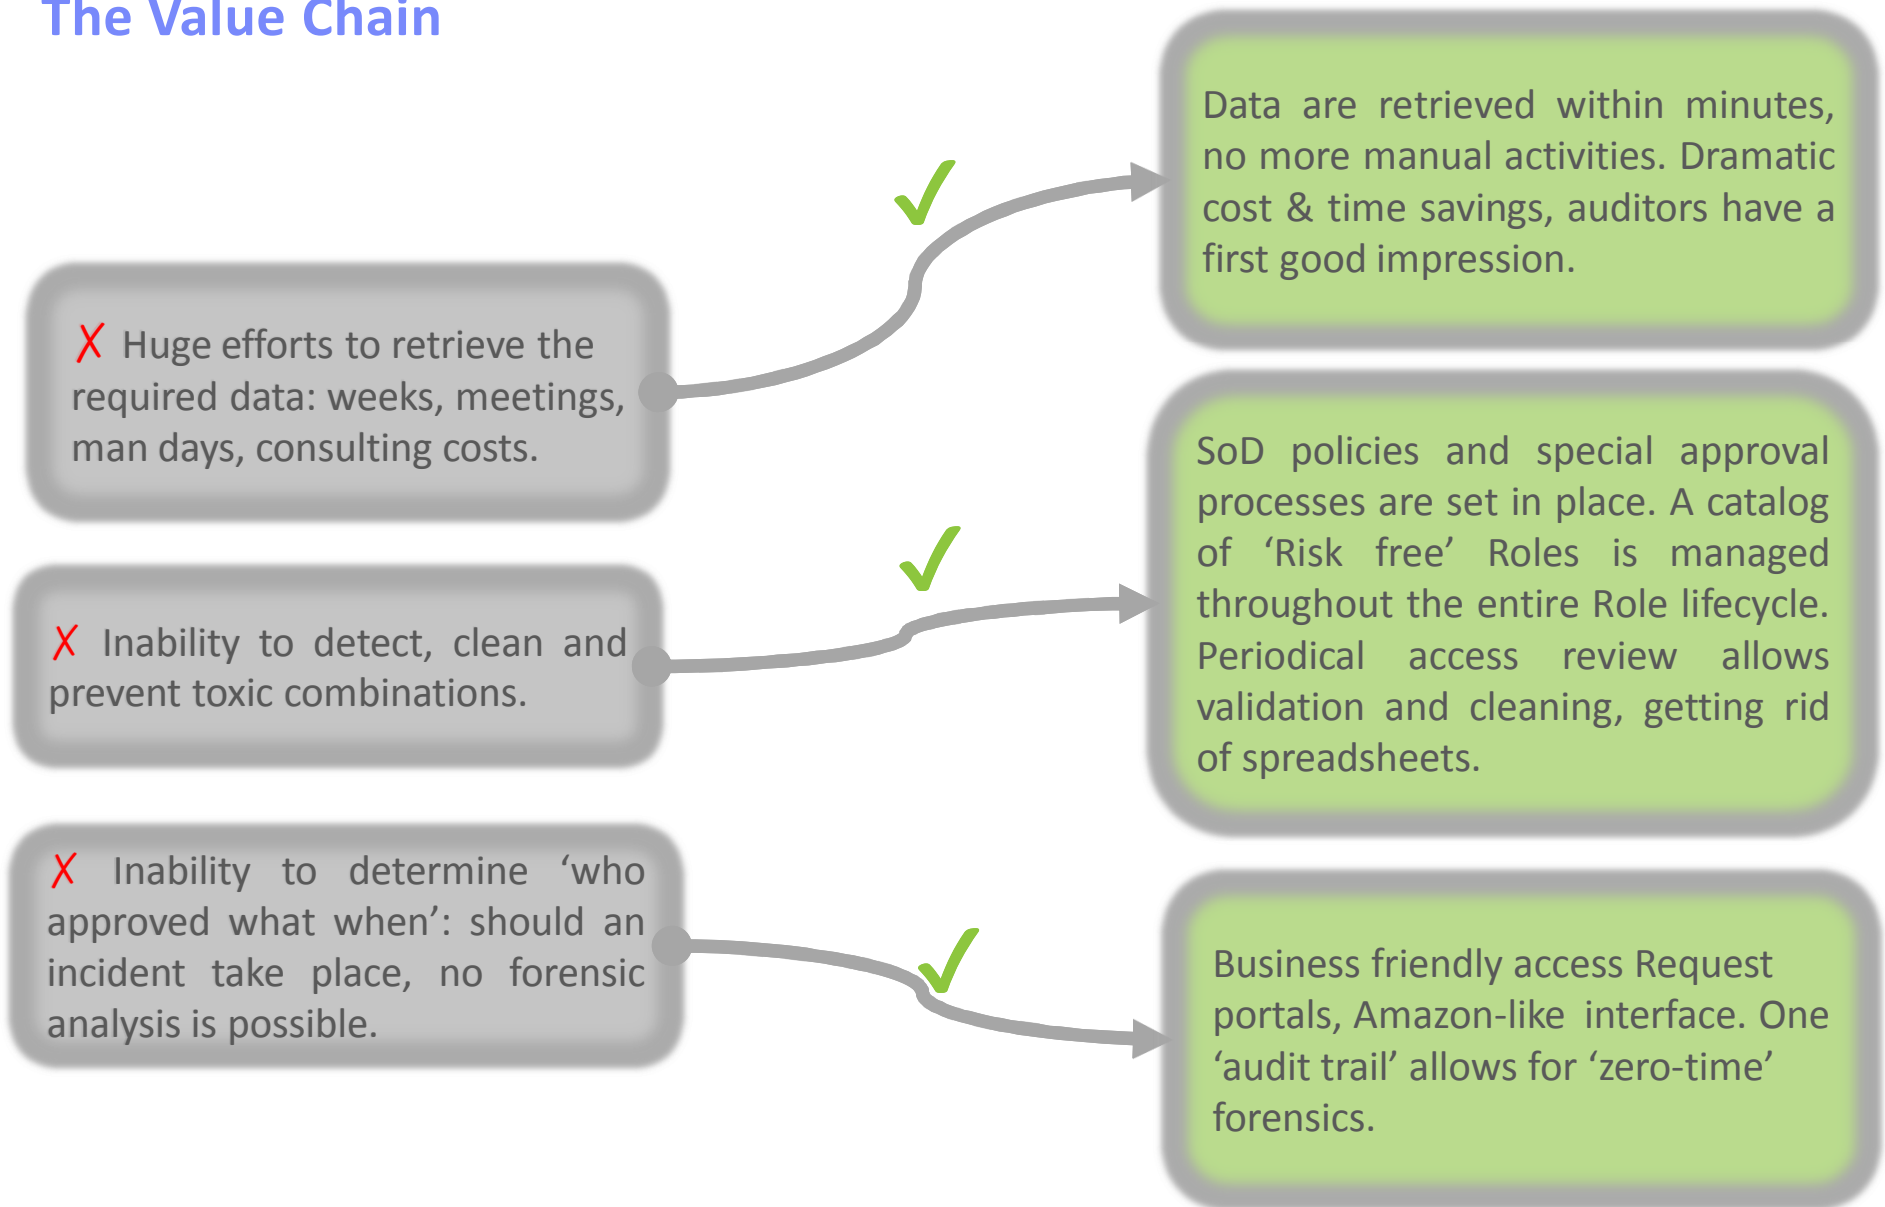 The Value Chain
✗ Huge efforts to retrieve the
required data: weeks, meetings,
man days, consulting costs.
✗ Inability to detect, clean and
prevent toxic combinations.
✗ Inability to determine ‘who
approved what when’: should an
incident take place, no forensic
analysis is possible.
Data are retrieved within minutes,
no more manual activities. Dramatic
cost & time savings, auditors have a
first good impression.
SoD policies and special approval
processes are set in place. A catalog
of ‘Risk free’ Roles is managed
throughout the entire Role lifecycle.
Periodical access review allows
validation and cleaning, getting rid
of spreadsheets.
Business friendly access Request
portals, Amazon-like interface. One
‘audit trail’ allows for ‘zero-time’
forensics.